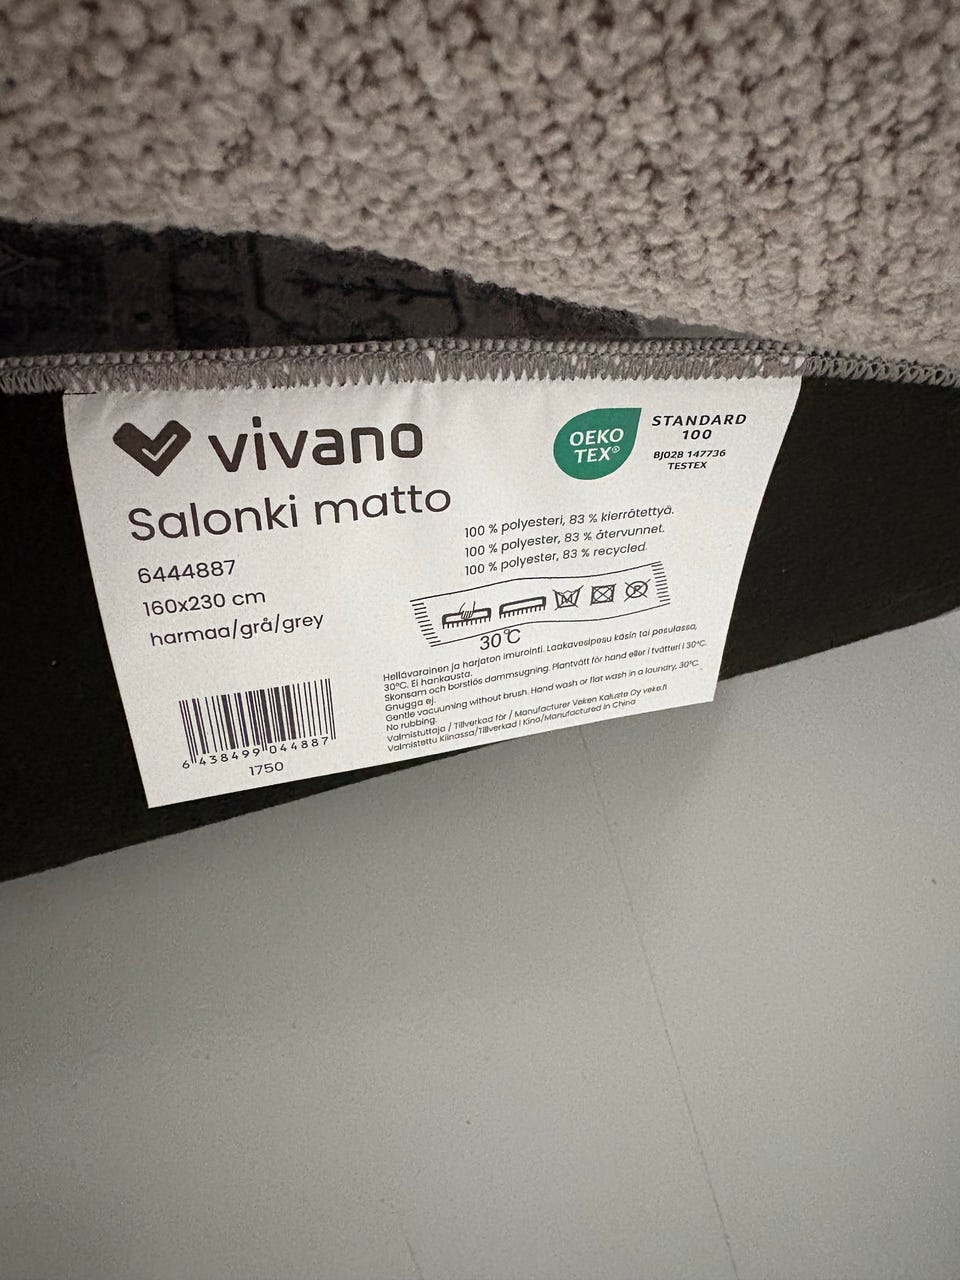 vivano
OEKO
TEX®
STANDARD
100
BJ028 147736
TESTEX
Salonki matto
6444887
160x230 cm
harmaa/grå/grey
100 % polyesteri, 83 % kierrätettyä.
100 % polyester, 83 % återvunnet.
100 % polyester, 83 % recycled.
P
30°C
Hellävarainen ja harjaton imurointi. Laakavesipesu käsin tai pesulassa,
30°C. Ei hankausta.
Skonsam och borstlös dammsugning. Plantvätt för hand eller i tvätteri i 30°C.
Gnugga ej.
Gentle vacuuming without brush. Hand wash or flat wash in a laundry, 30°C.
No rubbing.
Valmistuttaja / Tillverkad för / Manufacturer Veken Kaluste Oy veke.fi
Valmistettu Kiinassa/Tillverkad i Kina/Manufactured in China
6 438499 044887
1750